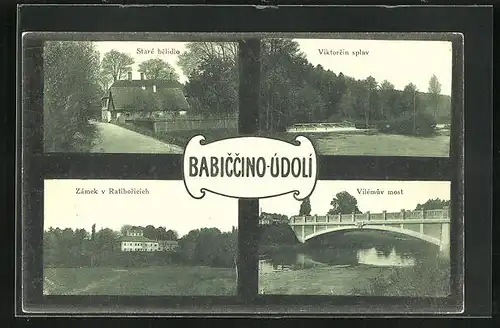 Staré bělidlo
Viktorčin splav
BABIČČINO-ÚDOLÍ
Zámek v Ratibořicích
Vilémův most